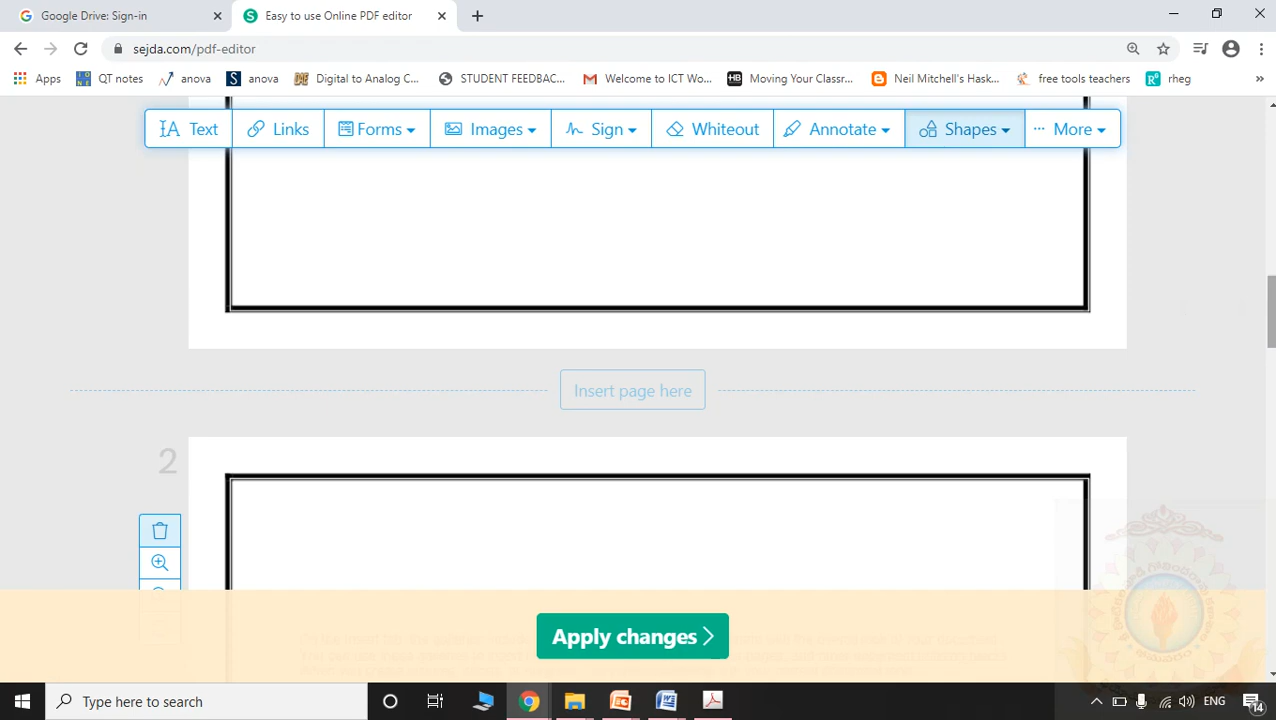 Google Drive: Sign-in
Easy to use Online PDF editor
sejda.com/pdf-editor
Apps
QT notes
anova
anova
Digital to Analog C...
STUDENT FEEDBAC...
Welcome to ICT Wo...
Moving Your Classr...
Neil Mitchell's Hask...
free tools teachers
rheg
»
Text
Links
Forms
Images
Sign
Whiteout
Annotate
Shapes
More
Insert page here
2
Apply changes
Type here to search
ENG
14